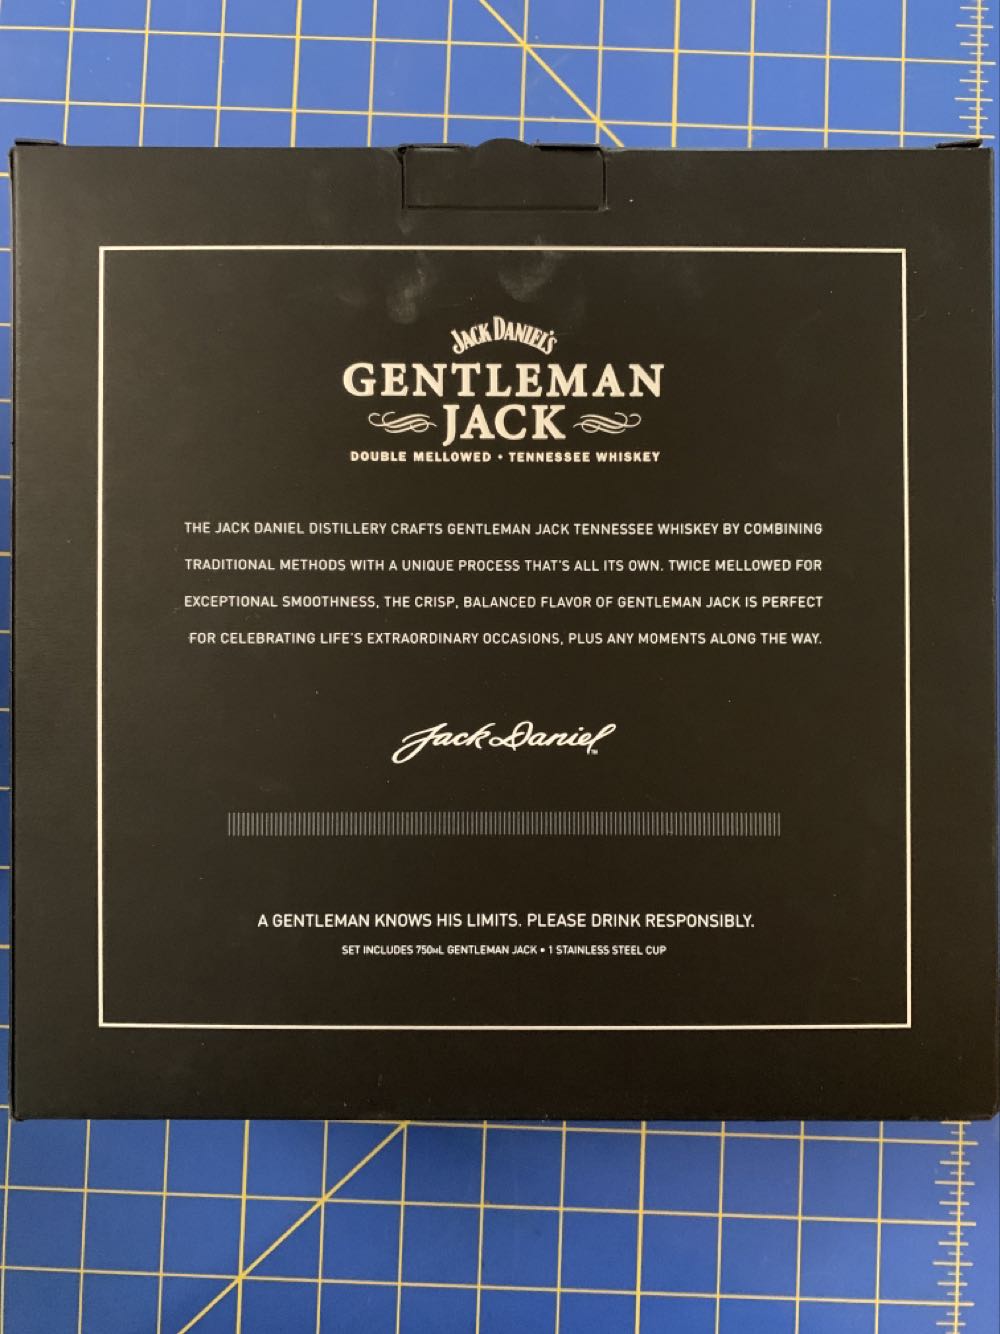 JACK DANIEL'S
GENTLEMAN
JACK
DOUBLE MELLOWED • TENNESSEE WHISKEY
THE JACK DANIEL DISTILLERY CRAFTS GENTLEMAN JACK TENNESSEE WHISKEY BY COMBINING
TRADITIONAL METHODS WITH A UNIQUE PROCESS THAT'S ALL ITS OWN. TWICE MELLOWED FOR
EXCEPTIONAL SMOOTHNESS, THE CRISP, BALANCED FLAVOR OF GENTLEMAN JACK IS PERFECT
FOR CELEBRATING LIFE'S EXTRAORDINARY OCCASIONS, PLUS ANY MOMENTS ALONG THE WAY.
Jack Daniel™
A GENTLEMAN KNOWS HIS LIMITS. PLEASE DRINK RESPONSIBLY.
SET INCLUDES 750ML GENTLEMAN JACK • 1 STAINLESS STEEL CUP